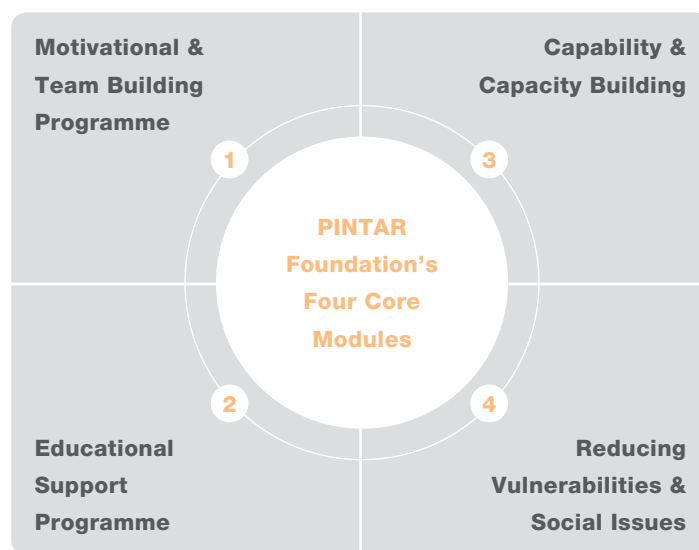 Motivational &
Team Building
Programme
1
Capability &
Capacity Building
3
PINTAR
Foundation’s
Four Core
Modules
2
Educational
Support
Programme
4
Reducing
Vulnerabilities &
Social Issues